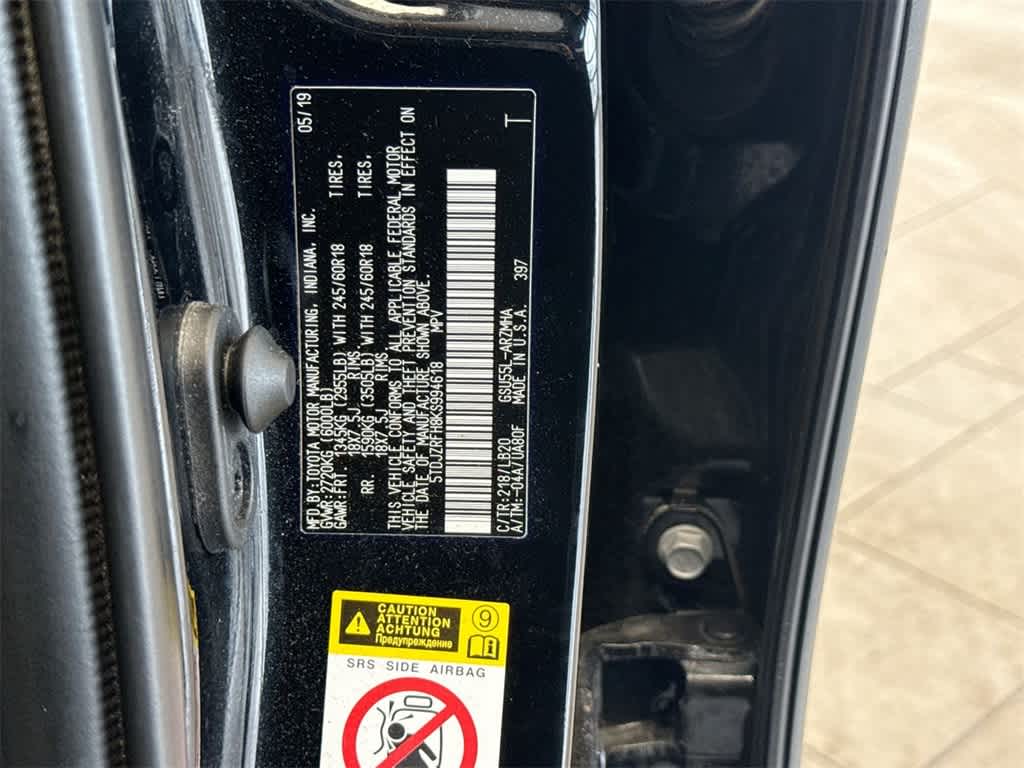 MFD.BY:TOYOTA MOTOR MANUFACTURING, INDIANA, INC. 05/19
GVWR:2720KG (6000LB)
GAWR:FRT. 1345KG (2955LB) WITH 245/60R18 TIRES,
18X7.5J RIMS
RR. 1590KG (3505LB) WITH 245/60R18 TIRES,
18X7.5J RIMS
THIS VEHICLE CONFORMS TO ALL APPLICABLE FEDERAL MOTOR
VEHICLE SAFETY AND THEFT PREVENTION STANDARDS IN EFFECT ON
THE DATE OF MANUFACTURE SHOWN ABOVE.
5TDJZRFH8KS994618 MPV
C/TR:218/LB20 GSU55L-ARZMHA 397 T
A/TM:-04A/UA80F MADE IN U.S.A.
CAUTION
ATTENTION
ACHTUNG
Предупреждение
9
i
SRS SIDE AIRBAG